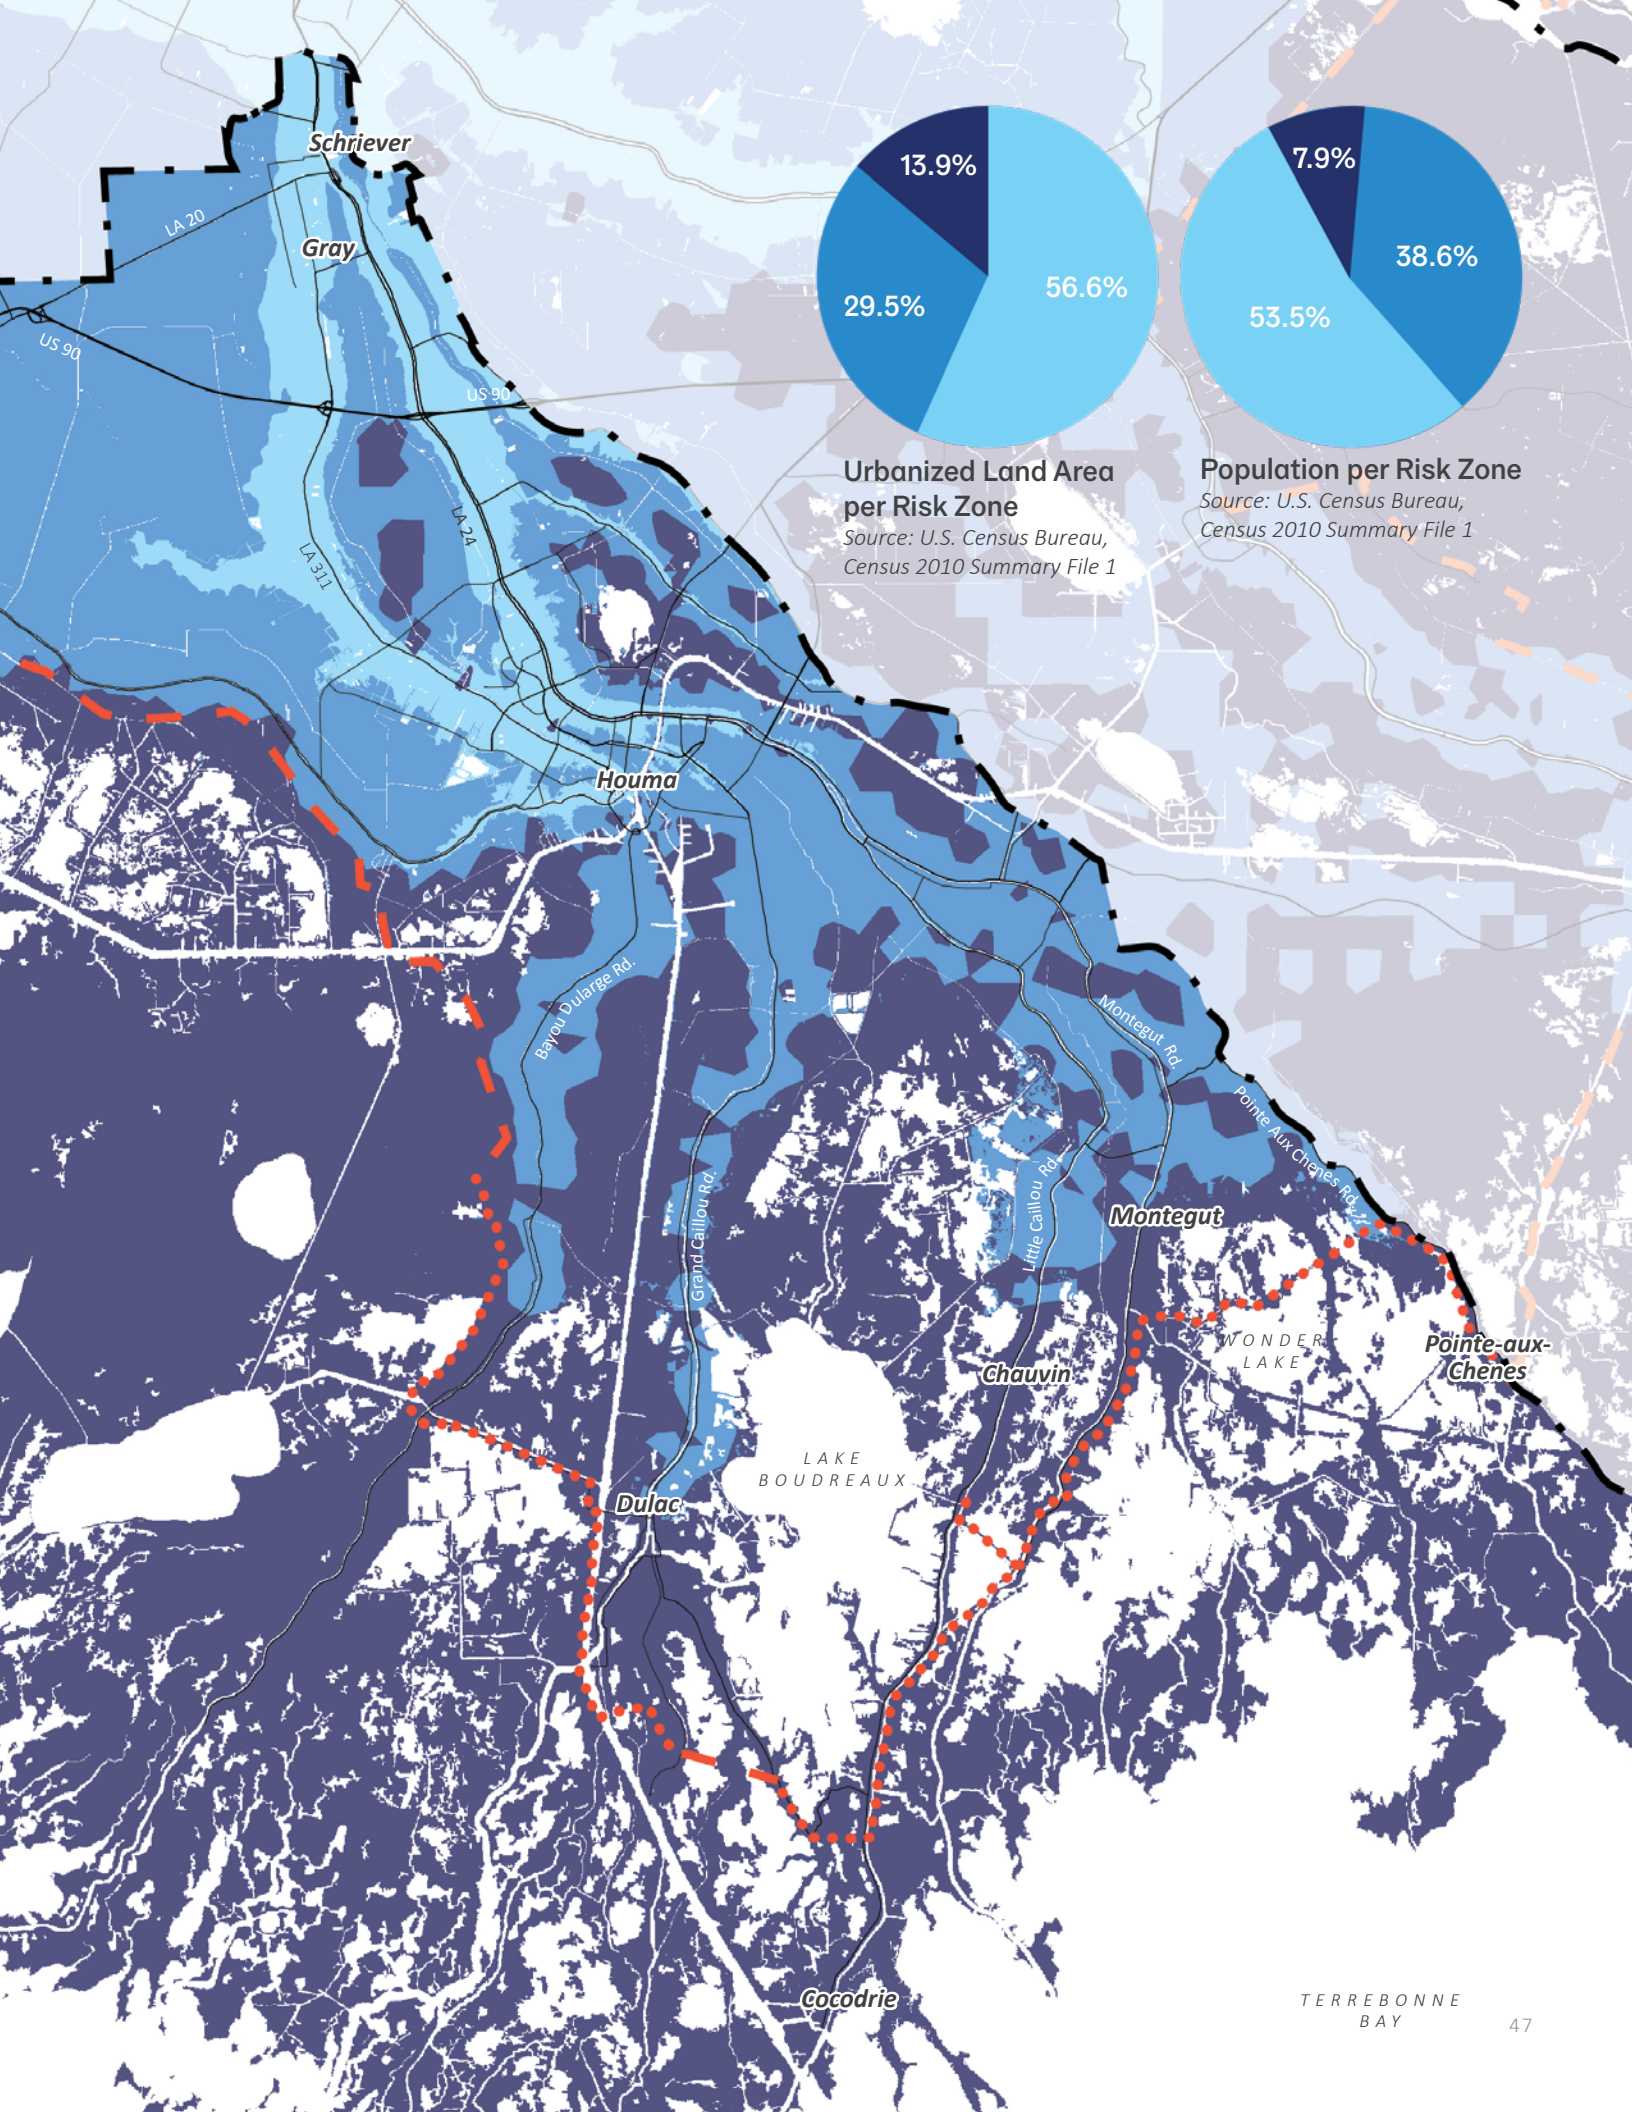 Schriever
LA 20
Gray
US 90
US 90
LA 24
LA 311
13.9%
29.5%
56.6%
7.9%
38.6%
53.5%
Urbanized Land Area
per Risk Zone
Source: U.S. Census Bureau,
Census 2010 Summary File 1
Population per Risk Zone
Source: U.S. Census Bureau,
Census 2010 Summary File 1
Houma
Bayou Dularge Rd.
Montegut Rd.
Pointe Aux Chenes Rd.
Grand Caillou Rd.
Little Caillou Rd.
Montegut
WONDER
LAKE
Pointe-aux-
Chenes
Chauvin
LAKE
BOUDREAUX
Dulac
Cocodrie
TERREBONNE
BAY
47